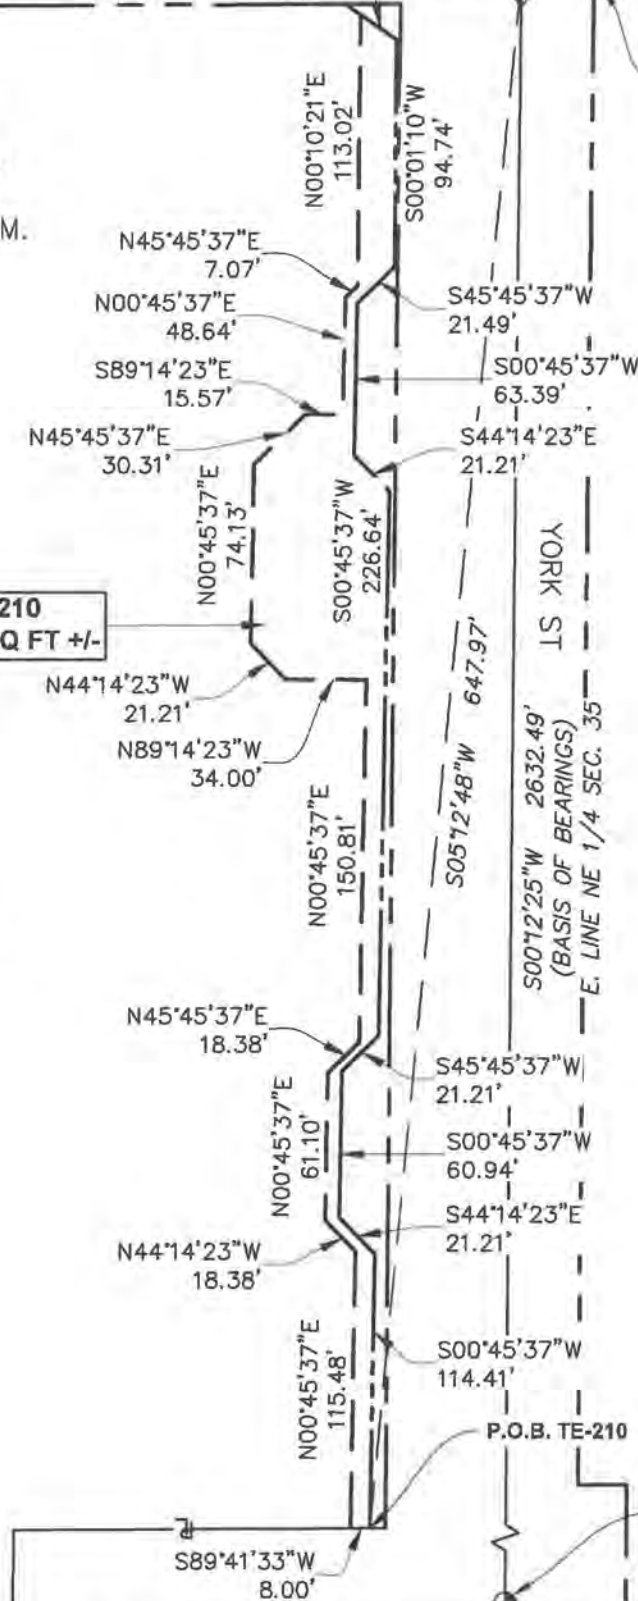 N00°10'21"E
113.02'
S00°01'10"W
94.74'
M.
N45°45'37"E
7.07'
N00°45'37"E
48.64'
S45°45'37"W
21.49'
S89°14'23"E
15.57'
S00°45'37"W
63.39'
N45°45'37"E
30.31'
S44°14'23"E
21.21'
N00°45'37"E
74.13'
S00°45'37"W
226.64'
YORK ST
210
Q FT +/-
N44°14'23"W
21.21'
N89°14'23"W
34.00'
S05°12'48"W 647.97'
S00°12'25"W 2632.49'
(BASIS OF BEARINGS)
E. LINE NE 1/4 SEC. 35
N00°45'37"E
150.81'
N45°45'37"E
18.38'
S45°45'37"W
21.21'
N00°45'37"E
61.10'
S00°45'37"W
60.94'
S44°14'23"E
21.21'
N44°14'23"W
18.38'
N00°45'37"E
115.48'
S00°45'37"W
114.41'
P.O.B. TE-210
S89°41'33"W
8.00'